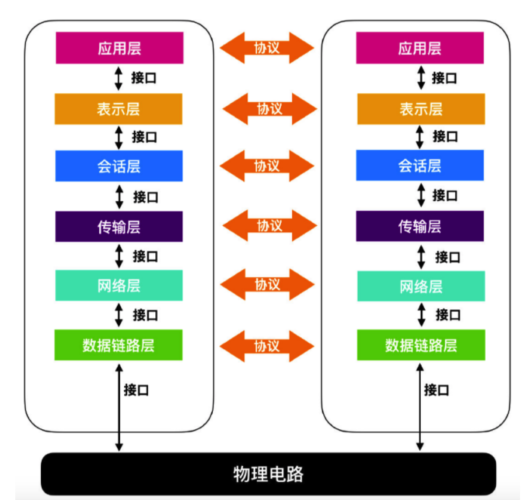 应用层 协议 应用层
接口 接口
表示层 协议 表示层
接口 接口
会话层 协议 会话层
接口 接口
传输层 协议 传输层
接口 接口
网络层 协议 网络层
接口 接口
数据链路层 协议 数据链路层
接口 接口
物理电路